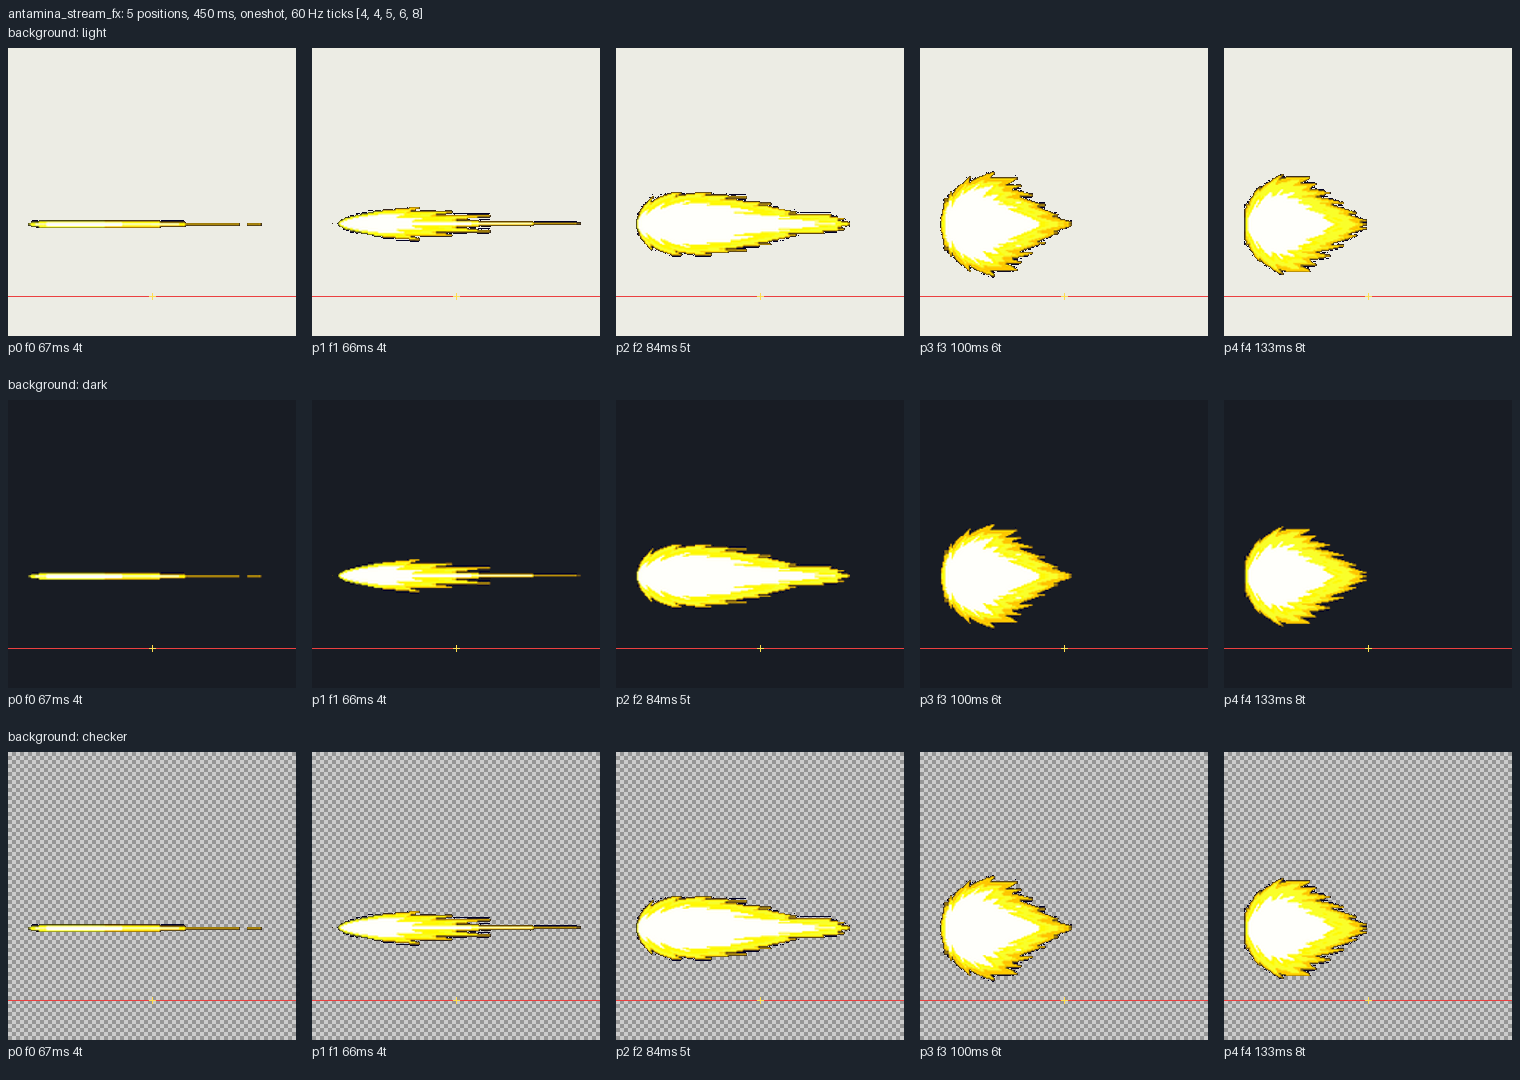 antamina_stream_fx: 5 positions, 450 ms, oneshot, 60 Hz ticks [4, 4, 5, 6, 8]
background: light
p0 f0 67ms 4t
p1 f1 66ms 4t
p2 f2 84ms 5t
p3 f3 100ms 6t
p4 f4 133ms 8t
background: dark
p0 f0 67ms 4t
p1 f1 66ms 4t
p2 f2 84ms 5t
p3 f3 100ms 6t
p4 f4 133ms 8t
background: checker
p0 f0 67ms 4t
p1 f1 66ms 4t
p2 f2 84ms 5t
p3 f3 100ms 6t
p4 f4 133ms 8t